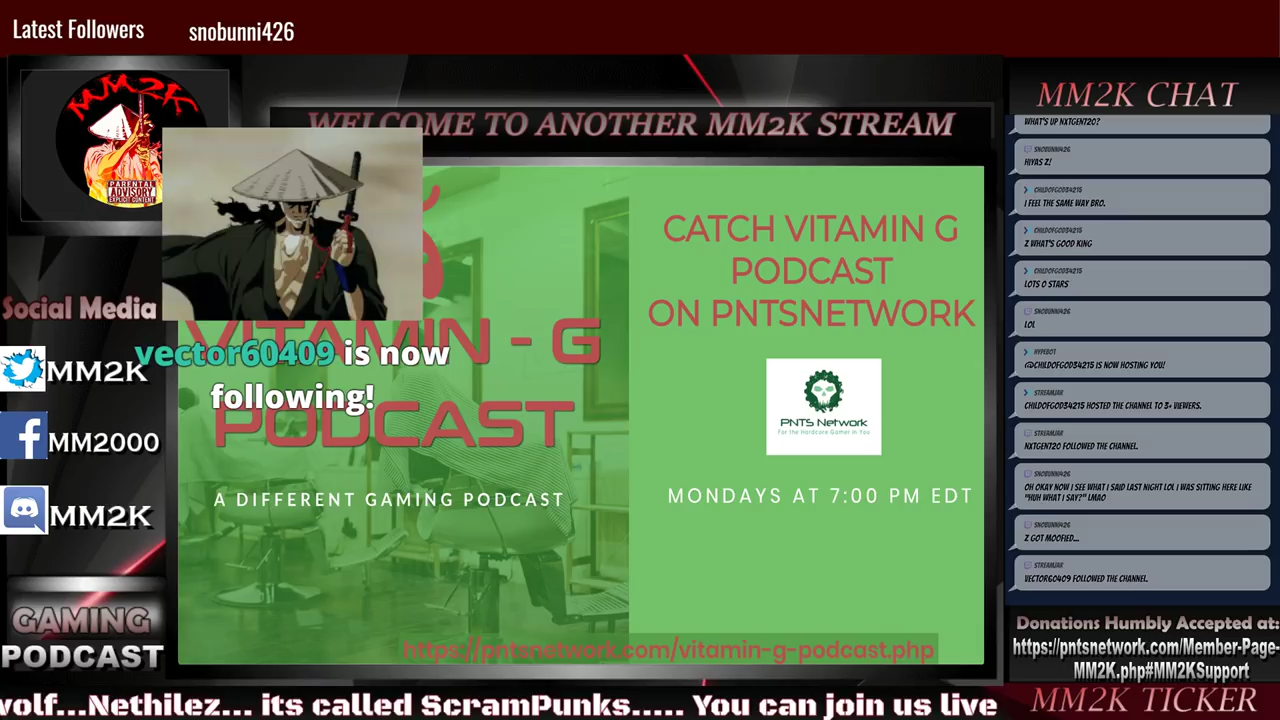 Latest Followers
snobunni426
MM2K
PARENTAL
ADVISORY
EXPLICIT CONTENT
WELCOME TO ANOTHER MM2K STREAM
Social Media
MM2K
MM2000
MM2K
GAMING
PODCAST
vector60409 is now
following!
VITAMIN - G
PODCAST
A DIFFERENT GAMING PODCAST
CATCH VITAMIN G
PODCAST
ON PNTSNETWORK
PNTS Network
For the Hardcore Gamer In You
MONDAYS AT 7:00 PM EDT
https://pntsnetwork.com/vitamin-g-podcast.php
MM2K CHAT
WHAT'S UP NXTGEN720?
SNOBUNNI426
HIYAS Z!
CHILDOFGOD34215
I FEEL THE SAME WAY BRO.
CHILDOFGOD34215
Z WHAT'S GOOD KING
CHILDOFGOD34215
LOTS O STARS
SNOBUNNI426
LOL
HYPEBOT
@CHILDOFGOD34215 IS NOW HOSTING YOU!
STREAMJAR
CHILDOFGOD34215 HOSTED THE CHANNEL TO 3+ VIEWERS.
STREAMJAR
NXTGEN720 FOLLOWED THE CHANNEL.
SNOBUNNI426
OH OKAY NOW I SEE WHAT I SAID LAST NIGHT LOL I WAS SITTING HERE LIKE
"HUH WHAT I SAY?" LMAO
SNOBUNNI426
Z GOT MOOFIED...
STREAMJAR
VECTOR60409 FOLLOWED THE CHANNEL.
Donations Humbly Accepted at:
https://pntsnetwork.com/Member-Page-
MM2K.php#MM2KSupport
MM2K TICKER
volf...Nethilez... its called ScramPunks..... You can join us live